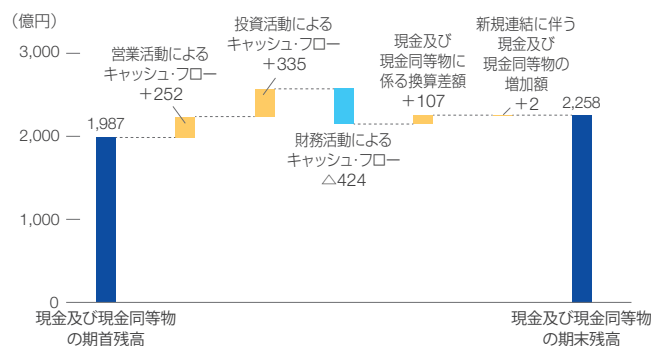 （億円）
3,000
2,000
1,000
0
1,987
現金及び現金同等物
の期首残高
営業活動による
キャッシュ・フロー
＋252
投資活動による
キャッシュ・フロー
＋335
財務活動による
キャッシュ・フロー
△424
現金及び
現金同等物に
係る換算差額
＋107
新規連結に伴う
現金及び
現金同等物の
増加額
＋2
2,258
現金及び現金同等物
の期末残高